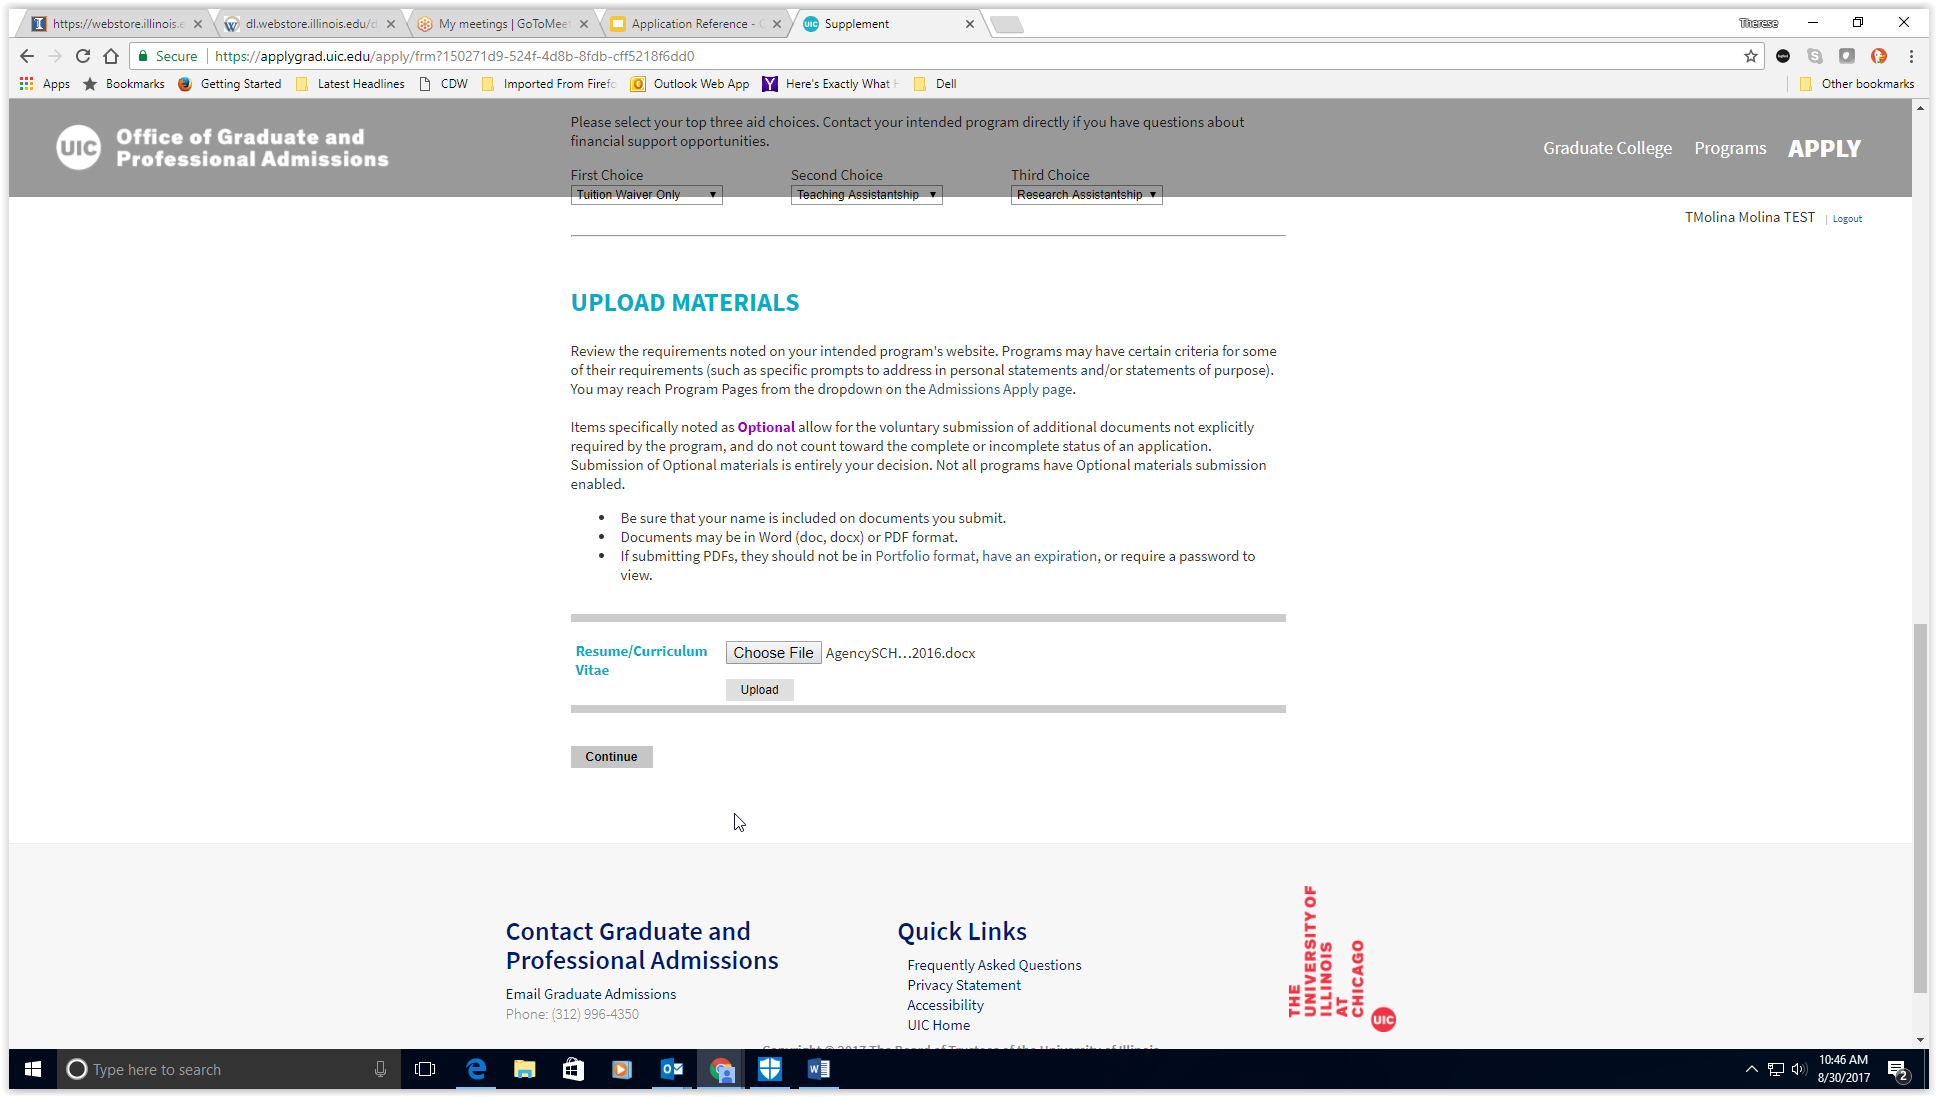 https://webstore.illinois.e
dl.webstore.illinois.edu/d
My meetings | GoToMee
Application Reference -
Supplement
Therese
Secure
https://applygrad.uic.edu/apply/frm?150271d9-524f-4d8b-8fdb-cff5218f6dd0
Apps
Bookmarks
Getting Started
Latest Headlines
CDW
Imported From Firefo
Outlook Web App
Here's Exactly What
Dell
Other bookmarks
UIC
Office of Graduate and
Professional Admissions
Please select your top three aid choices. Contact your intended program directly if you have questions about
financial support opportunities.
First Choice
Second Choice
Third Choice
Tuition Waiver Only
Teaching Assistantship
Research Assistantship
Graduate College
Programs
APPLY
TMolina Molina TEST | Logout
UPLOAD MATERIALS
Review the requirements noted on your intended program's website. Programs may have certain criteria for some
of their requirements (such as specific prompts to address in personal statements and/or statements of purpose).
You may reach Program Pages from the dropdown on the Admissions Apply page.
Items specifically noted as Optional allow for the voluntary submission of additional documents not explicitly
required by the program, and do not count toward the complete or incomplete status of an application.
Submission of Optional materials is entirely your decision. Not all programs have Optional materials submission
enabled.
• Be sure that your name is included on documents you submit.
• Documents may be in Word (doc, docx) or PDF format.
• If submitting PDFs, they should not be in Portfolio format, have an expiration, or require a password to
view.
Resume/Curriculum
Vitae
Choose File
AgencySCH...2016.docx
Upload
Continue
Contact Graduate and
Professional Admissions
Email Graduate Admissions
Phone: (312) 996-4350
Quick Links
Frequently Asked Questions
Privacy Statement
Accessibility
UIC Home
THE
UNIVERSITY OF
ILLINOIS
AT
CHICAGO
UIC
Copyright © 2017 The Board of Trustees of the University of Illinois
Type here to search
10:46 AM
8/30/2017
2